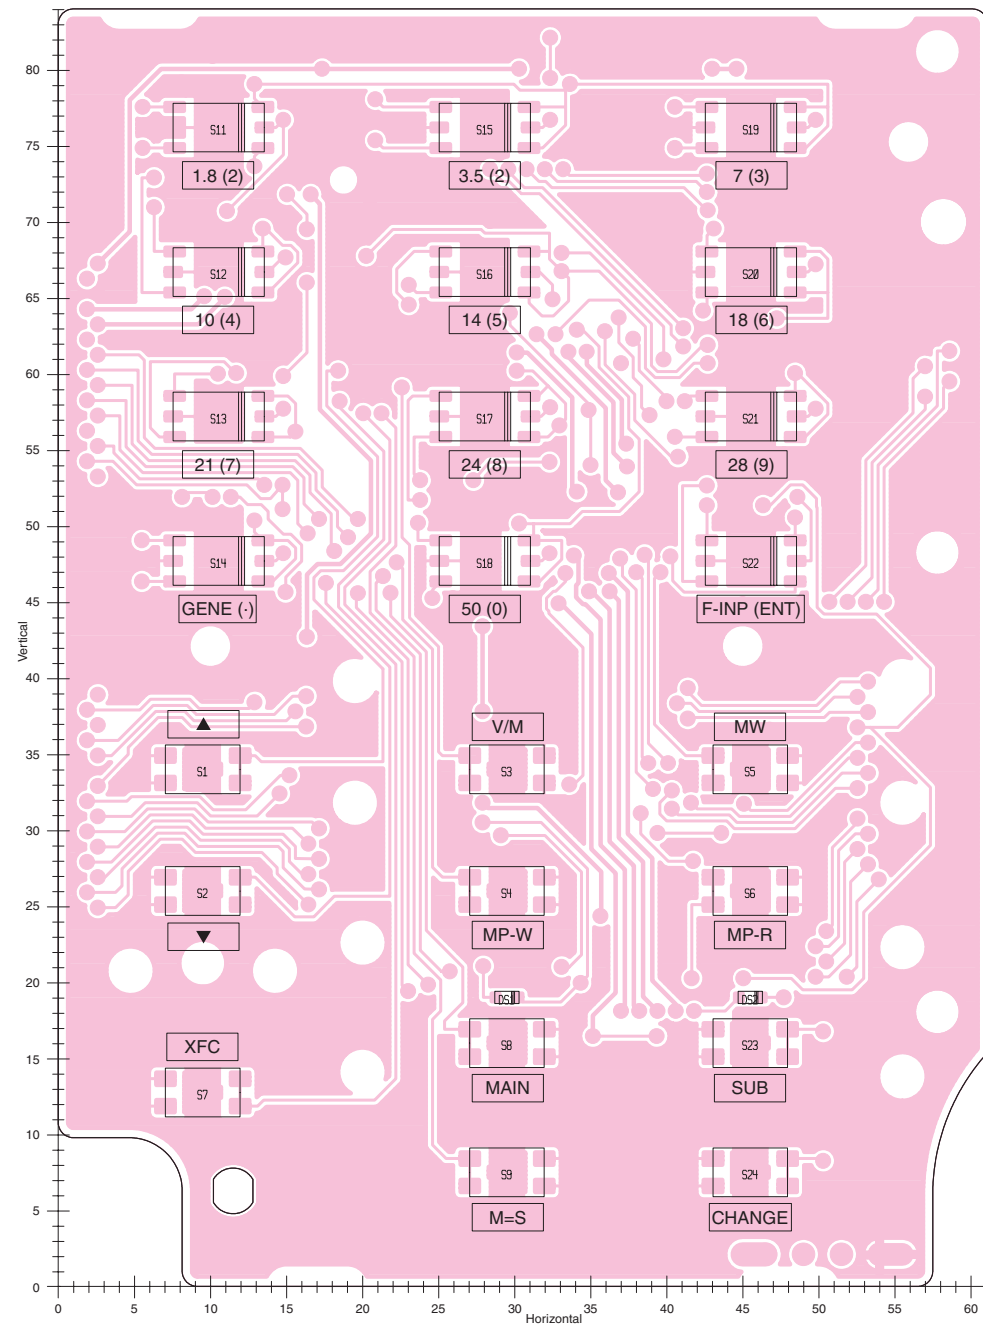 80
S11
S15
S19
75
1.8 (2)
3.5 (2)
7 (3)
70
S12
S16
S20
65
10 (4)
14 (5)
18 (6)
60
S13
S17
S21
55
21 (7)
24 (8)
28 (9)
50
S14
S18
S22
45
GENE (·)
50 (0)
F-INP (ENT)
Vertical
40
V/M
MW
35
S1
S3
S5
30
S2
S4
S6
25
MP-W
MP-R
20
DS1
DS2
XFC
S8
S23
15
MAIN
SUB
S7
10
S9
S24
5
M=S
CHANGE
0
0 5 10 15 20 25 30 35 40 45 50 55 60
Horizontal